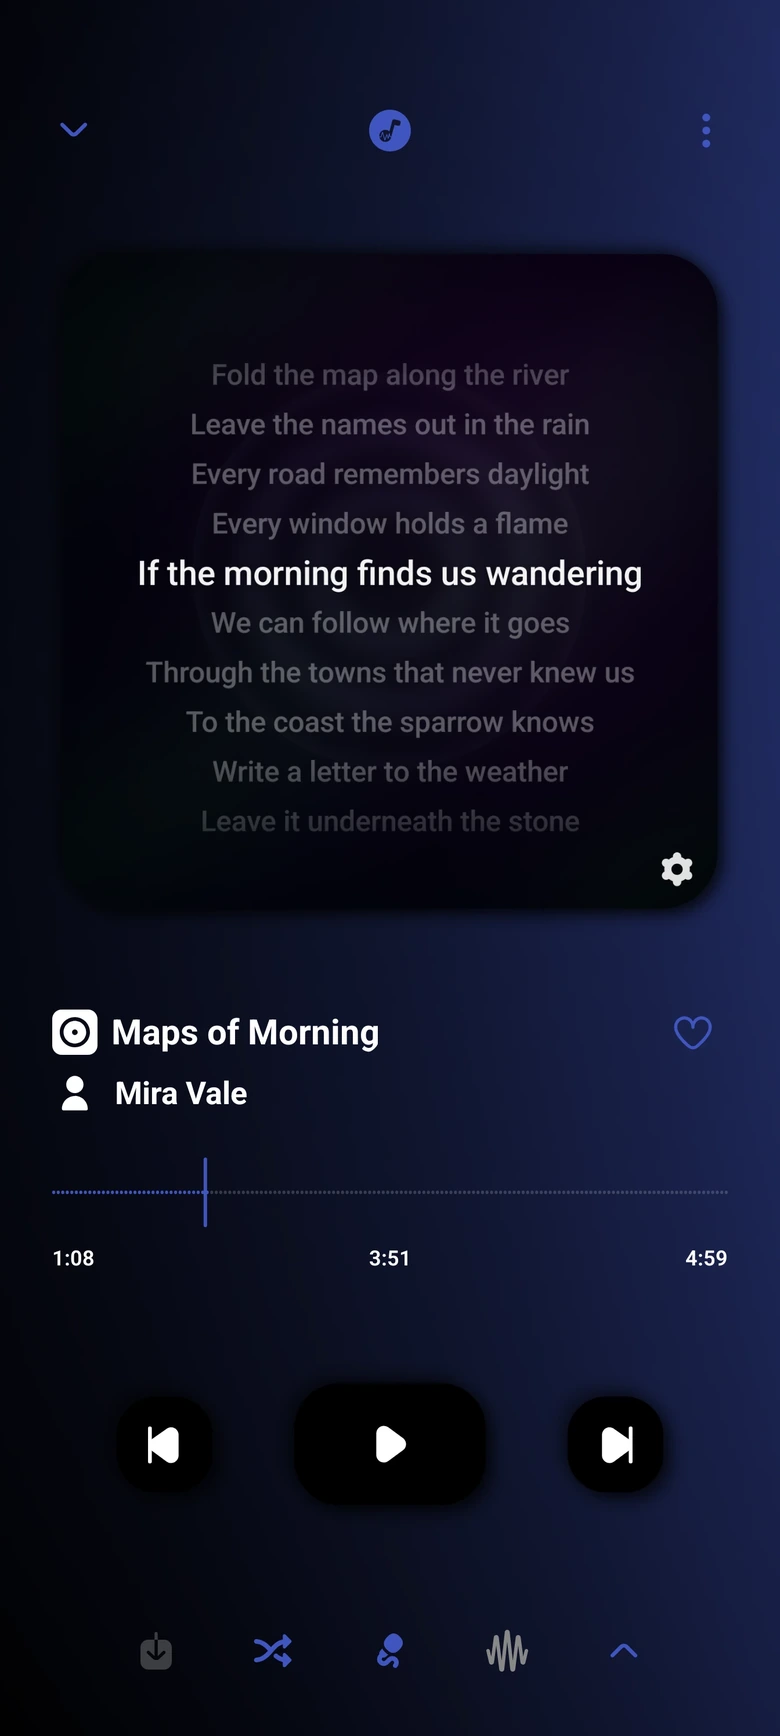 Fold the map along the river
Leave the names out in the rain
Every road remembers daylight
Every window holds a flame
If the morning finds us wandering
We can follow where it goes
Through the towns that never knew us
To the coast the sparrow knows
Write a letter to the weather
Leave it underneath the stone
Maps of Morning
Mira Vale
1:08 3:51 4:59